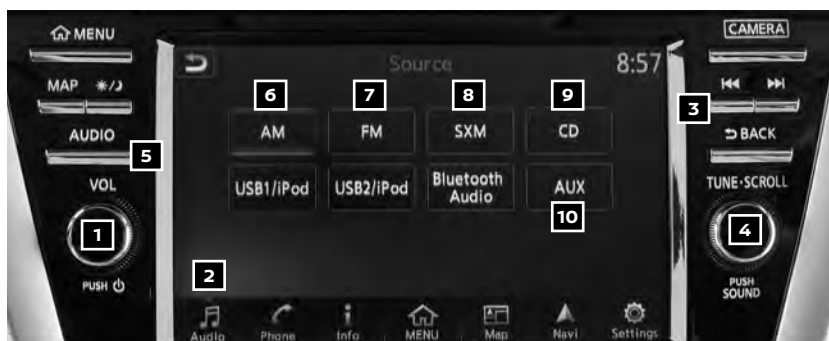 MENU
CAMERA
Source
8:57
MAP
6
7
8
9
3
AM
FM
SXM
CD
AUDIO
5
BACK
USB1/iPod
USB2/iPod
Bluetooth
Audio
AUX
10
VOL
TUNE·SCROLL
1
4
2
PUSH
PUSH
SOUND
Audio
Phone
Info
MENU
Map
Navi
Settings